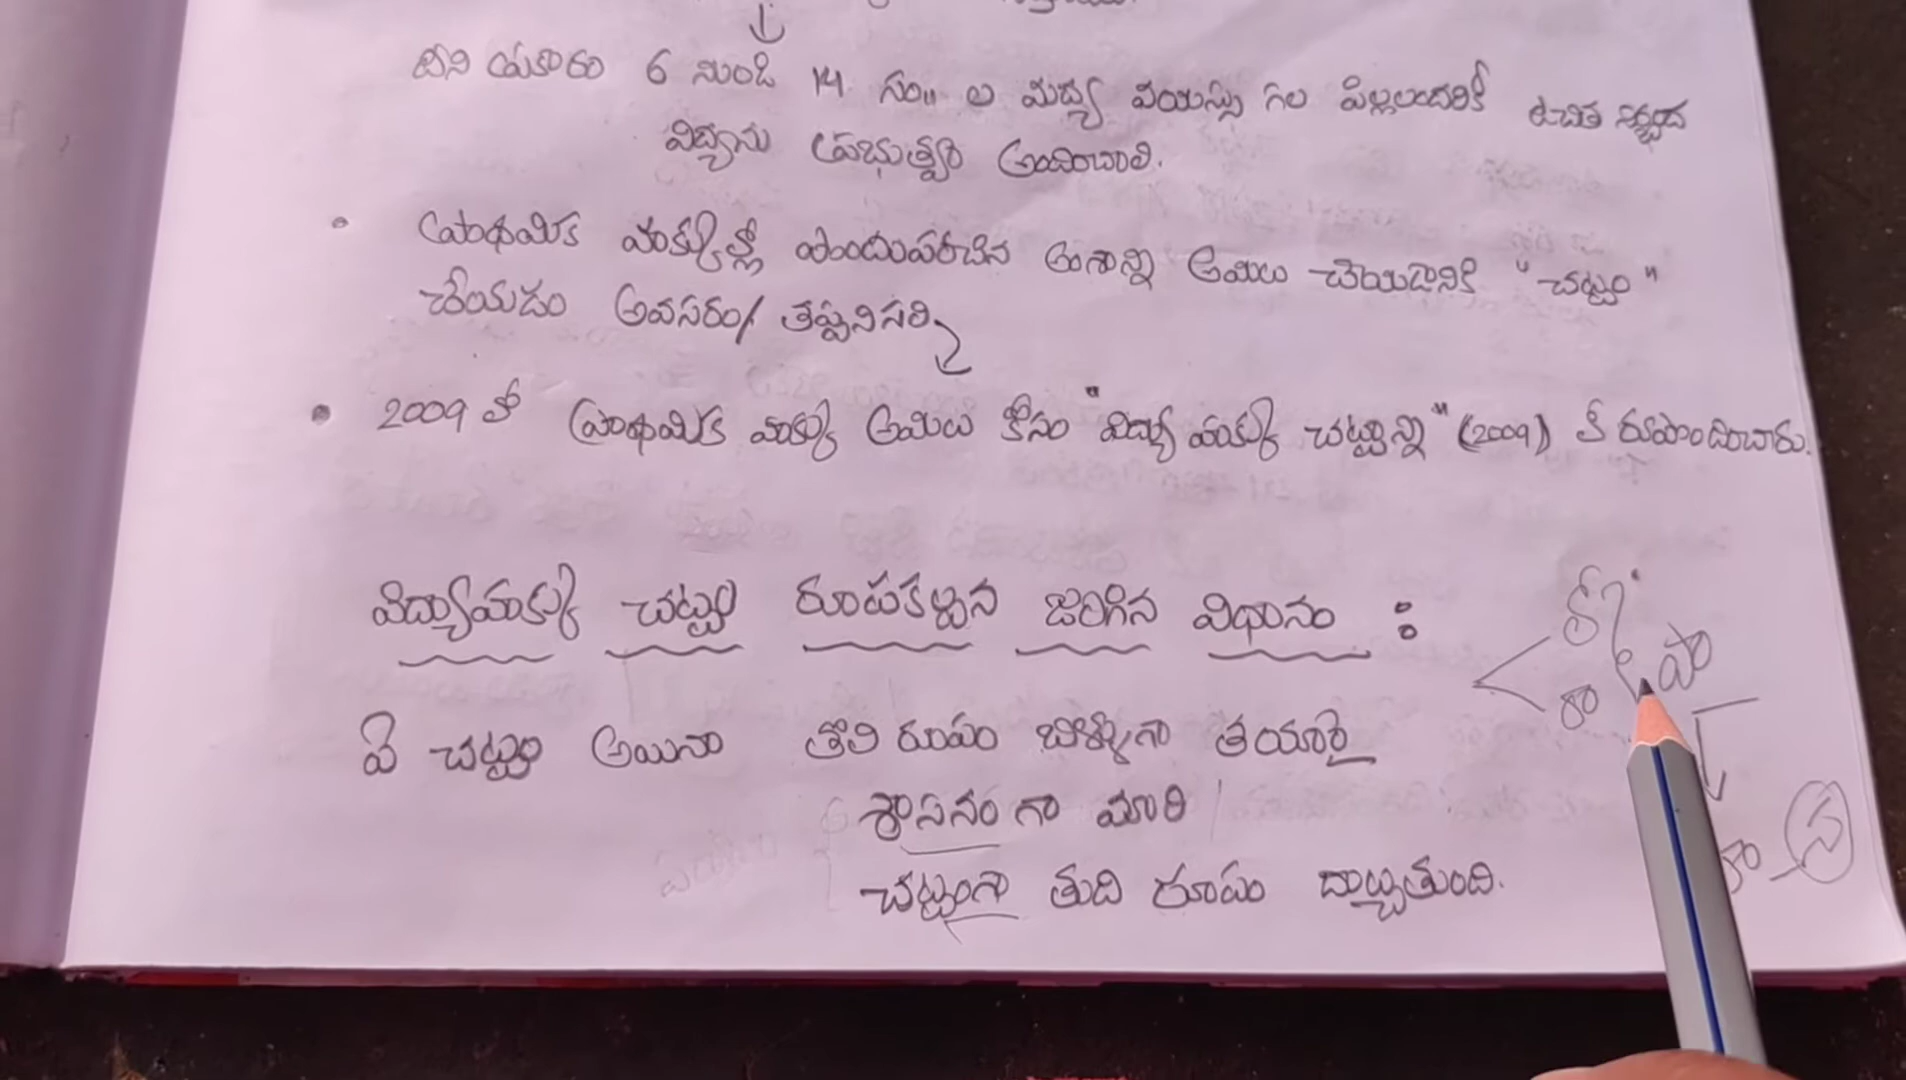 దీని ప్రకారం 6 నుండి 14 సం॥ ల మధ్య వయస్సు గల పిల్లలందరికీ ఉచిత నిర్బంధ
విద్యను ప్రభుత్వం అందించాలి.
• ప్రాథమిక హక్కుల్లో పొందుపరచిన అంశాన్ని అమలు చేయడానికి "చట్టం"
చేయడం అవసరం/ తప్పనిసరి
• 2009 లో ప్రాథమిక హక్కు అమలు కోసం "విద్యా హక్కు చట్టాన్ని" (2009) ని రూపొందించారు.
విద్యాహక్కు చట్టం రూపకల్పన జరిగిన విధానం :
ఏ చట్టం అయినా తొలి రూపం బిల్లుగా తయారై
శాసనం గా మారి
చట్టంగా తుది రూపం దాల్చుతుంది.
రా